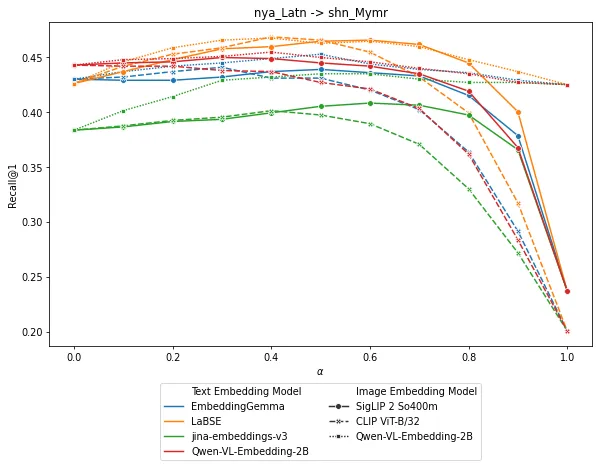 nya_Latn -> shn_Mymr
Recall@1
0.45
0.40
0.35
0.30
0.25
0.20
0.0 0.2 0.4 0.6 0.8 1.0
α
Text Embedding Model Image Embedding Model
EmbeddingGemma SigLIP 2 So400m
LaBSE CLIP ViT-B/32
jina-embeddings-v3 Qwen-VL-Embedding-2B
Qwen-VL-Embedding-2B